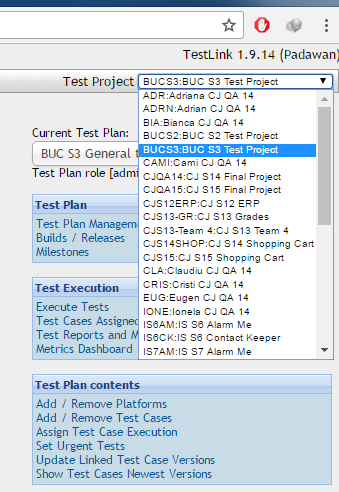 TestLink 1.9.14 (Padawan)
Test Project BUCS3:BUC S3 Test Project
ADR:Adriana CJ QA 14
ADRN:Adrian CJ QA 14
BIA:Bianca CJ QA 14
BUCS2:BUC S2 Test Project
BUCS3:BUC S3 Test Project
CAMI:Cami CJ QA 14
CJQA14:CJ S14 Final Project
CJQA15:CJ S15 Final Project
CJS12ERP:CJ S12 ERP
CJS13-GR:CJ S13 Grades
CJS13-Team 4:CJ S13 Team 4
CJS14SHOP:CJ S14 Shopping Cart
CJS15:CJ S15 Shopping Cart
CLA:Claudiu CJ QA 14
CRIS:Cristi CJ QA 14
EUG:Eugen CJ QA 14
IONE:Ionela CJ QA 14
IS6AM:IS S6 Alarm Me
IS6CK:IS S6 Contact Keeper
IS7AM:IS S7 Alarm Me
Current Test Plan:
BUC S3 General t
Test Plan role [admi
Test Plan
Test Plan Manageme
Builds / Releases
Milestones
Test Execution
Execute Tests
Test Cases Assigned
Test Reports and M
Metrics Dashboard
Test Plan contents
Add / Remove Platforms
Add / Remove Test Cases
Assign Test Case Execution
Set Urgent Tests
Update Linked Test Case Versions
Show Test Cases Newest Versions